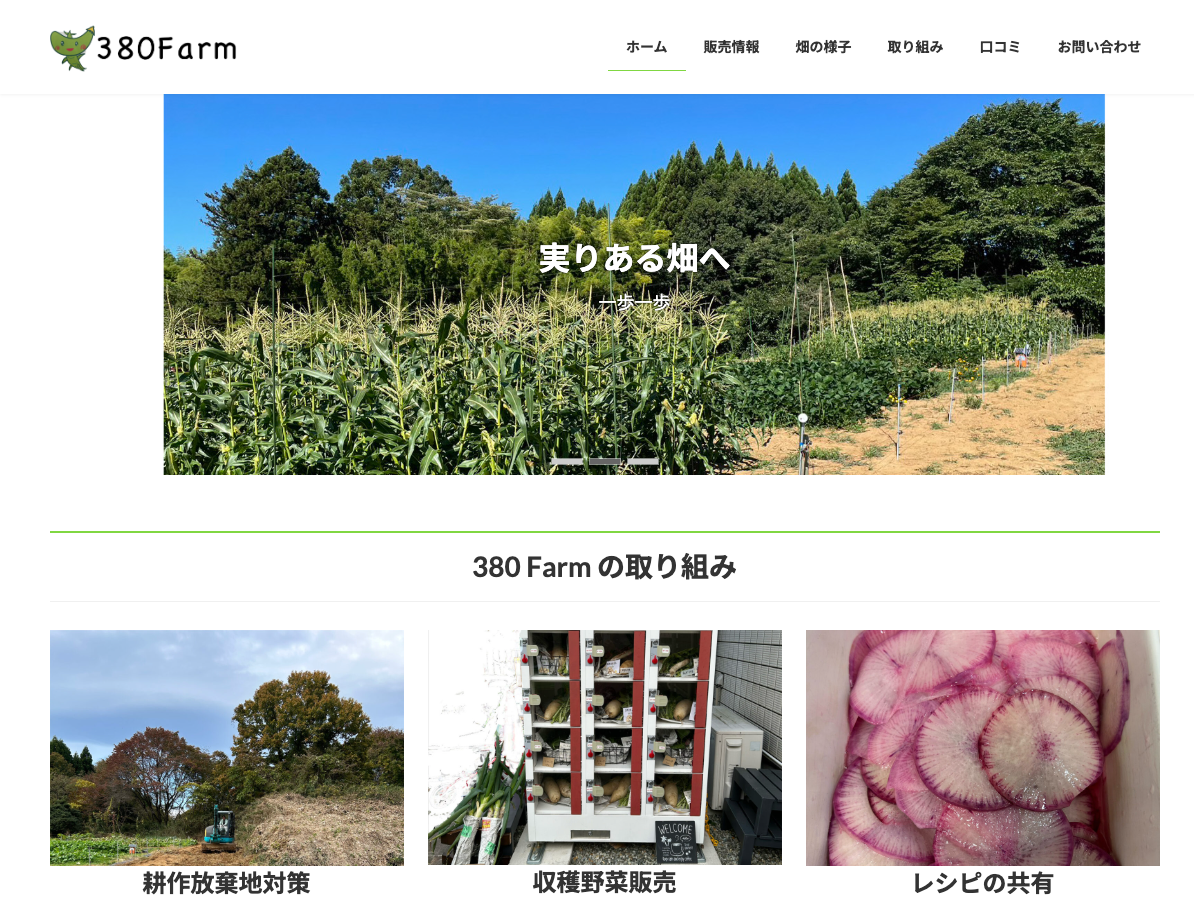 380Farm
ホーム 販売情報 畑の様子 取り組み 口コミ お問い合わせ
実りある畑へ
一歩一歩
380 Farm の取り組み
WELCOME
耕作放棄地対策 収穫野菜販売 レシピの共有